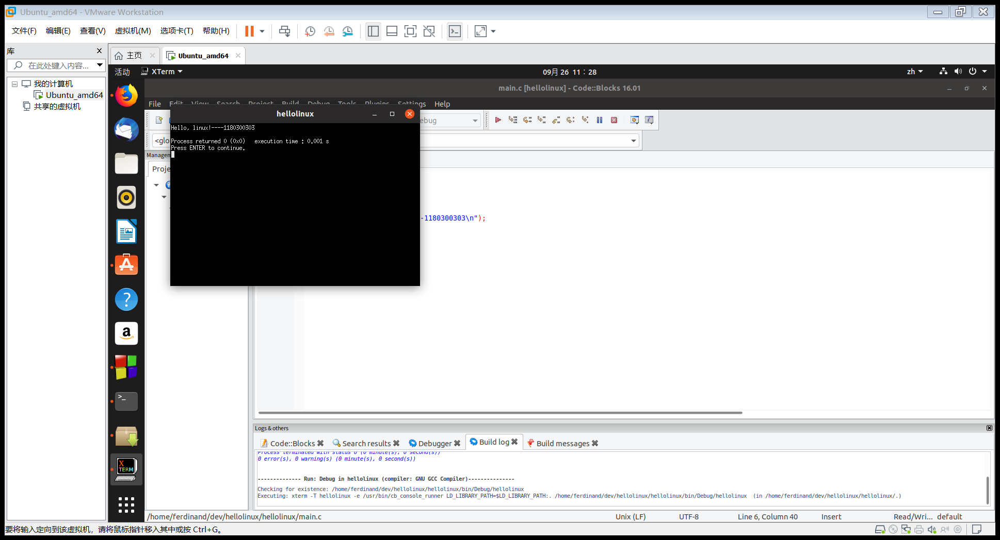 Ubuntu_amd64 - VMware Workstation
文件(F) 编辑(E) 查看(V) 虚拟机(M) 选项卡(T) 帮助(H)
库
在此处键入内容...
我的计算机
Ubuntu_amd64
共享的虚拟机
主页 Ubuntu_amd64
活动 XTerm 09月 26 11：28 zh
main.c [hellolinux] - Code::Blocks 16.01
File Edit View Search Project Build Debug Tools Plugins Settings Help
hellolinux
Hello, linux!----1180300303
Process returned 0 (0x0) execution time : 0.001 s
Press ENTER to continue.
ebug
<glo
Managem
Proje
-1180300303\n");
>_
a
?
X
TERM
Logs & others
Code::Blocks Search results Debugger Build log Build messages
Process terminated with status 0 (0 minute(s), 0 second(s))
0 error(s), 0 warning(s) (0 minute(s), 0 second(s))
-------------- Run: Debug in hellolinux (compiler: GNU GCC Compiler)---------------
Checking for existence: /home/ferdinand/dev/hellolinux/hellolinux/bin/Debug/hellolinux
Executing: xterm -T hellolinux -e /usr/bin/cb_console_runner LD_LIBRARY_PATH=$LD_LIBRARY_PATH:. /home/ferdinand/dev/hellolinux/hellolinux/bin/Debug/hellolinux (in /home/ferdinand/dev/hellolinux/hellolinux/.)
/home/ferdinand/dev/hellolinux/hellolinux/main.c Unix (LF) UTF-8 Line 6, Column 40 Insert Read/Wri... default
要将输入定向到该虚拟机，请将鼠标指针移入其中或按 Ctrl+G。